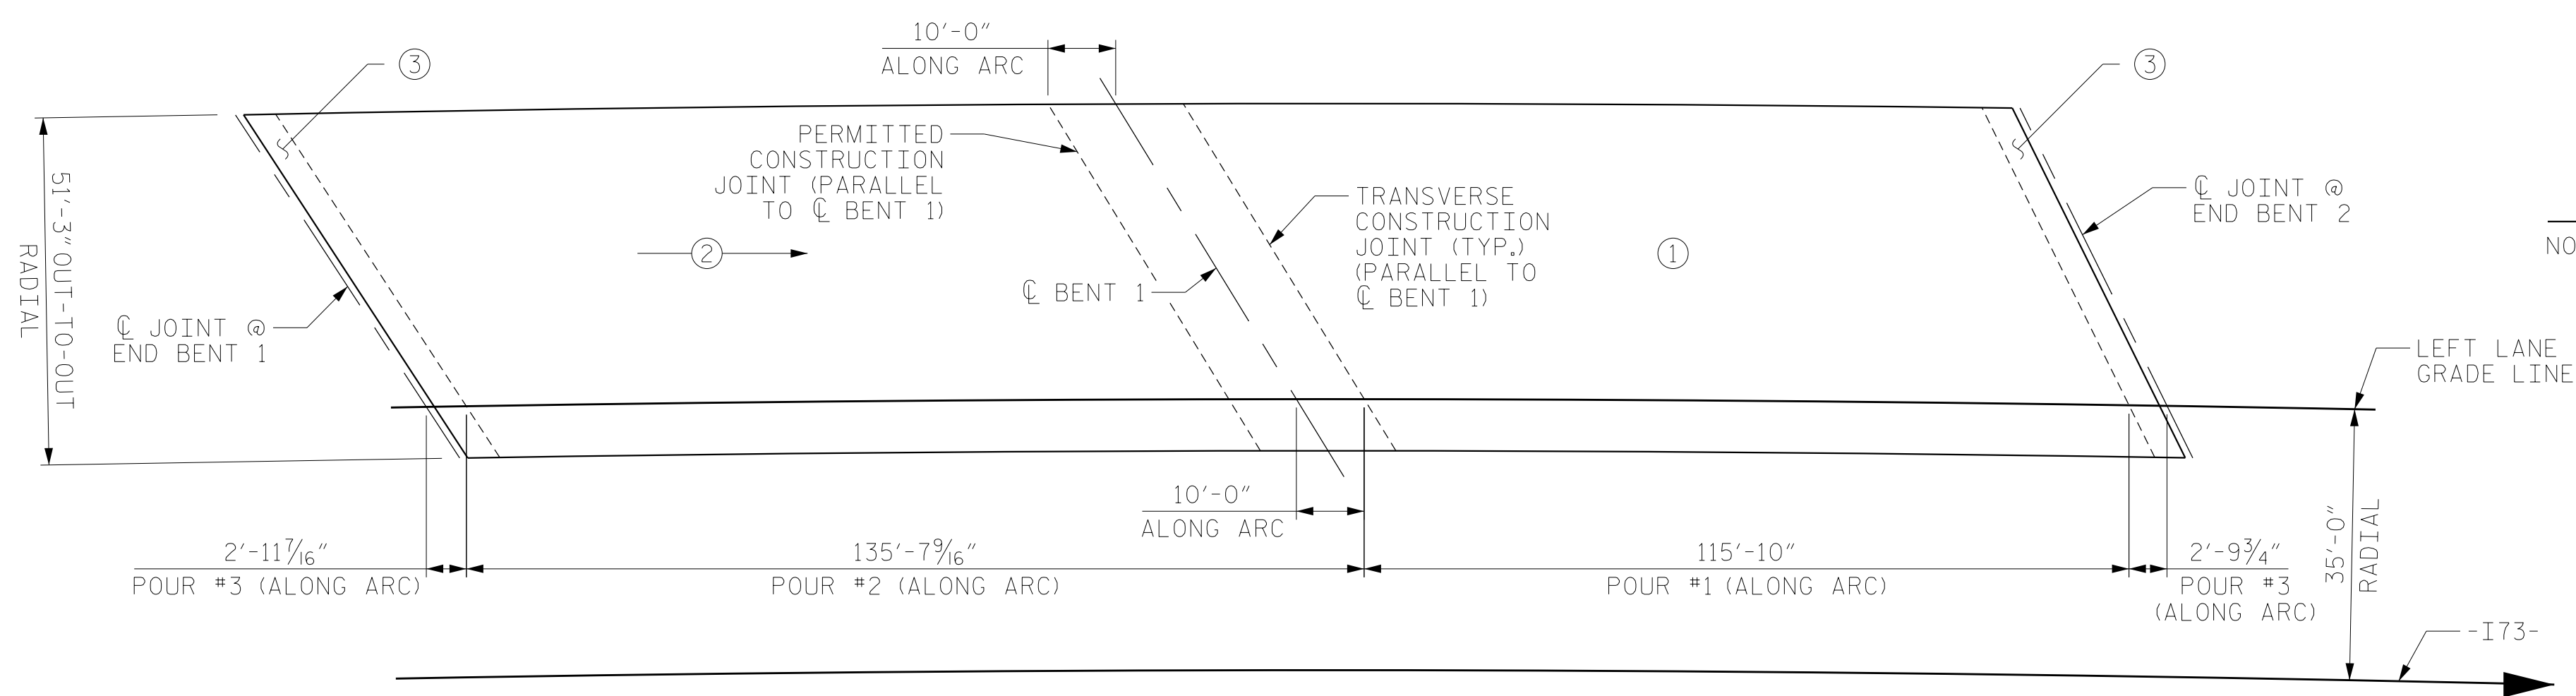 10'-0"
ALONG ARC
3
3
51'-3" OUT-TO-OUT
RADIAL
PERMITTED
CONSTRUCTION
JOINT (PARALLEL
TO ℄ BENT 1)
TRANSVERSE
CONSTRUCTION
JOINT (TYP.)
(PARALLEL TO
℄ BENT 1)
℄ JOINT @
END BENT 2
NO
2
1
℄ BENT 1
℄ JOINT @
END BENT 1
LEFT LANE
GRADE LINE
10'-0"
ALONG ARC
2'-11 7/16"
POUR #3 (ALONG ARC)
135'-7 9/16"
POUR #2 (ALONG ARC)
115'-10"
POUR #1 (ALONG ARC)
2'-9 3/4"
POUR #3
(ALONG ARC)
35'-0"
RADIAL
-I73-